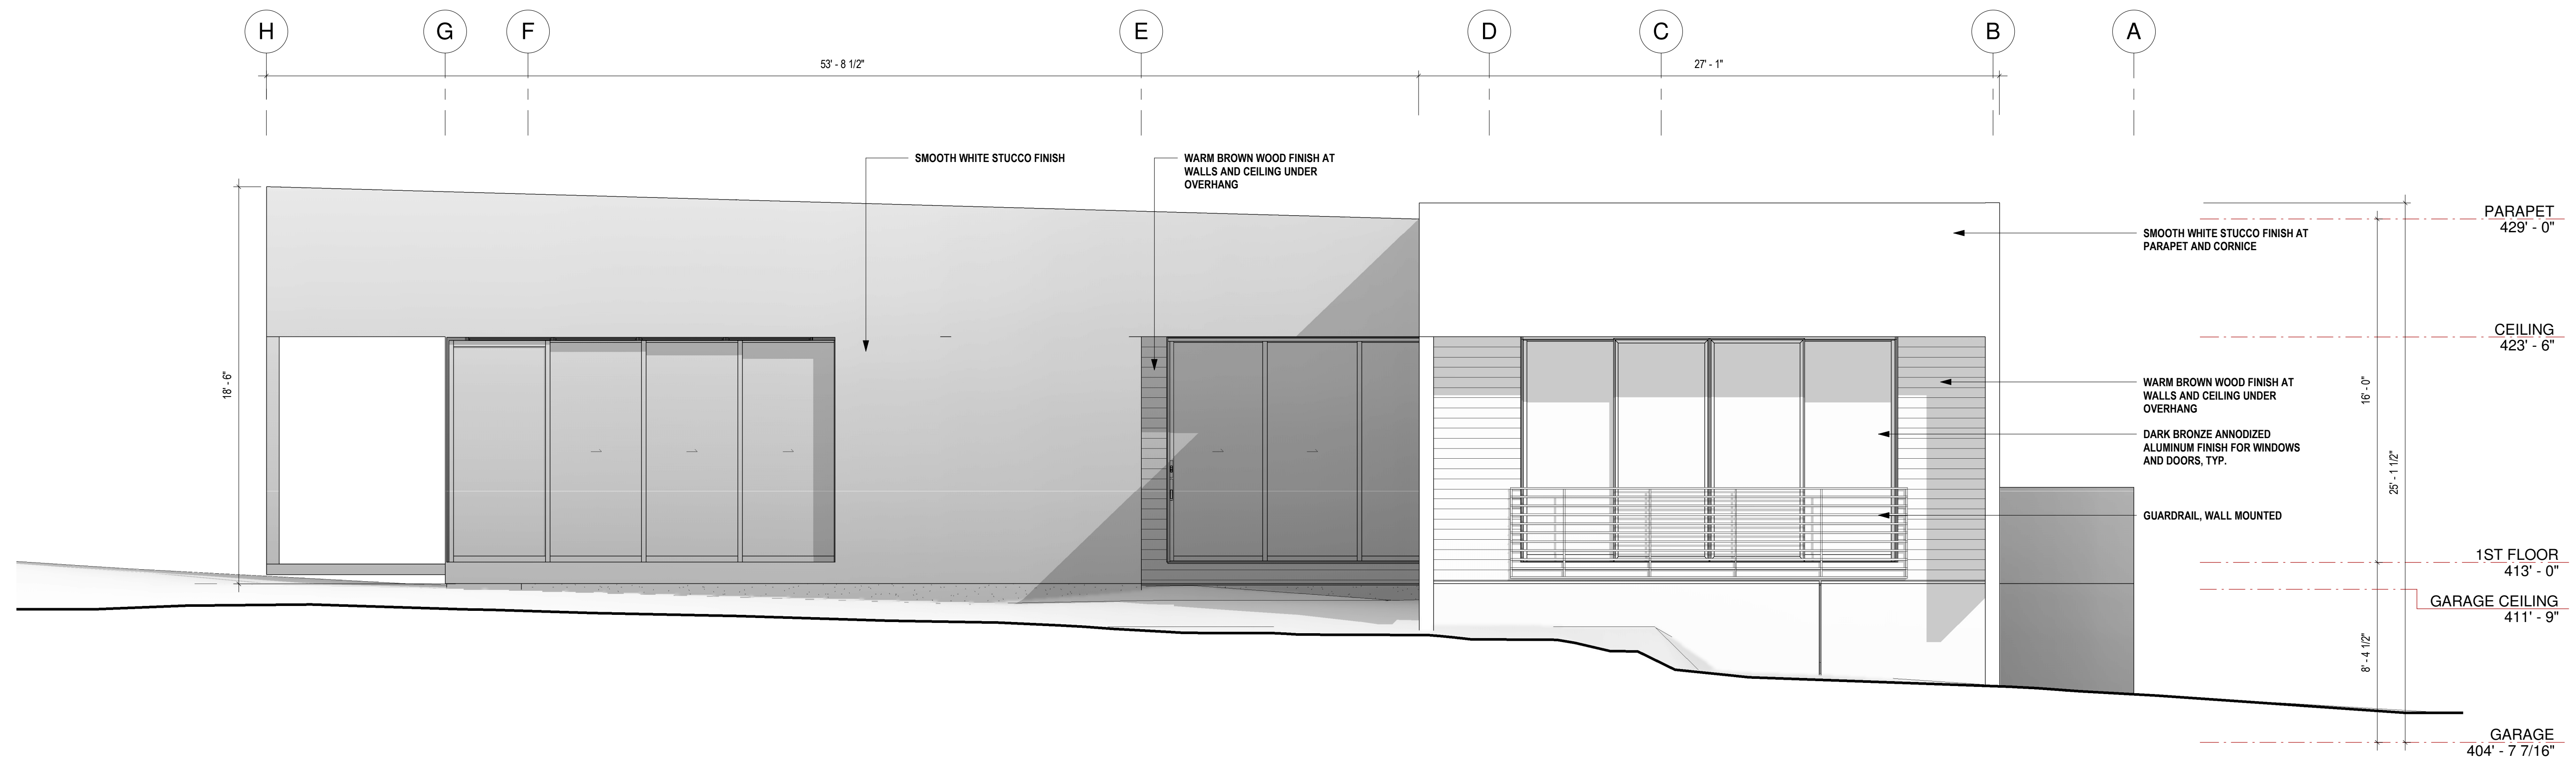 H G F E D C B A
53' - 8 1/2" 27' - 1"
SMOOTH WHITE STUCCO FINISH
WARM BROWN WOOD FINISH AT
WALLS AND CEILING UNDER
OVERHANG
PARAPET
429' - 0"
SMOOTH WHITE STUCCO FINISH AT
PARAPET AND CORNICE
CEILING
423' - 6"
18' - 6"
16' - 0"
WARM BROWN WOOD FINISH AT
WALLS AND CEILING UNDER
OVERHANG
DARK BRONZE ANNODIZED
ALUMINUM FINISH FOR WINDOWS
AND DOORS, TYP.
25' - 1 1/2"
GUARDRAIL, WALL MOUNTED
1ST FLOOR
413' - 0"
GARAGE CEILING
411' - 9"
8' - 4 1/2"
GARAGE
404' - 7 7/16"